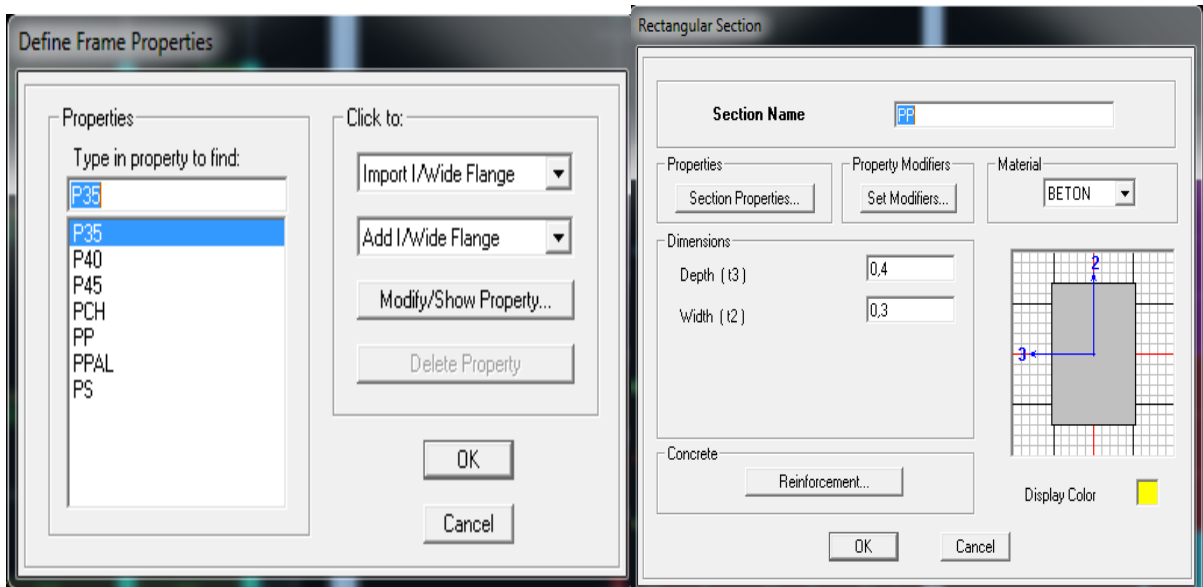 Define Frame Properties
Properties
Type in property to find:
P35
P35
P40
P45
PCH
PP
PPAL
PS
Click to:
Import I/Wide Flange
Add I/Wide Flange
Modify/Show Property...
Delete Property
OK
Cancel
Rectangular Section
Section Name PP
Properties
Section Properties...
Property Modifiers
Set Modifiers...
Material
BETON
Dimensions
Depth ( t3 ) 0,4
Width ( t2 ) 0,3
2
3
Concrete
Reinforcement...
Display Color
OK Cancel